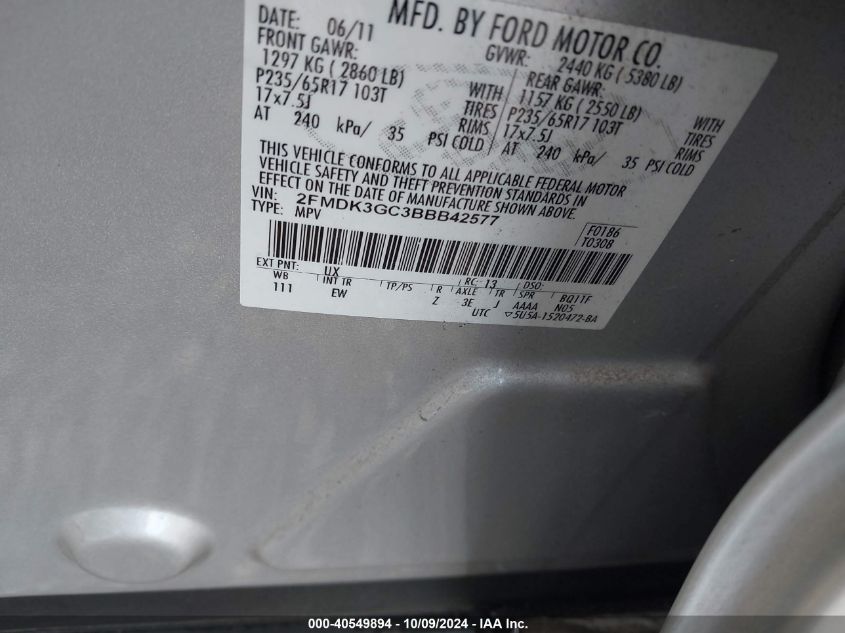 MFD. BY FORD MOTOR CO.
DATE: 06/11 GVWR: 2440 KG ( 5380 LB)
FRONT GAWR: REAR GAWR:
1297 KG ( 2860 LB) WITH 1157 KG ( 2550 LB) WITH
P235/65R17 103T TIRES P235/65R17 103T TIRES
17x7.5J RIMS 17x7.5J RIMS
AT 240 kPa/ 35 PSI COLD AT 240 kPa/ 35 PSI COLD
THIS VEHICLE CONFORMS TO ALL APPLICABLE FEDERAL MOTOR
VEHICLE SAFETY AND THEFT PREVENTION STANDARDS IN
EFFECT ON THE DATE OF MANUFACTURE SHOWN ABOVE.
VIN: 2FMDK3GC3BBB42577
TYPE: MPV
F0186
T0308
EXT PNT: UX RC: 13 DSO:
WB INT TR TP/PS R AXLE TR SPR BQ11F
111 EW Z 3E J AAAA N05
UTC ▽5U5A-1520472-BA
000-40549894 - 10/09/2024 - IAA Inc.